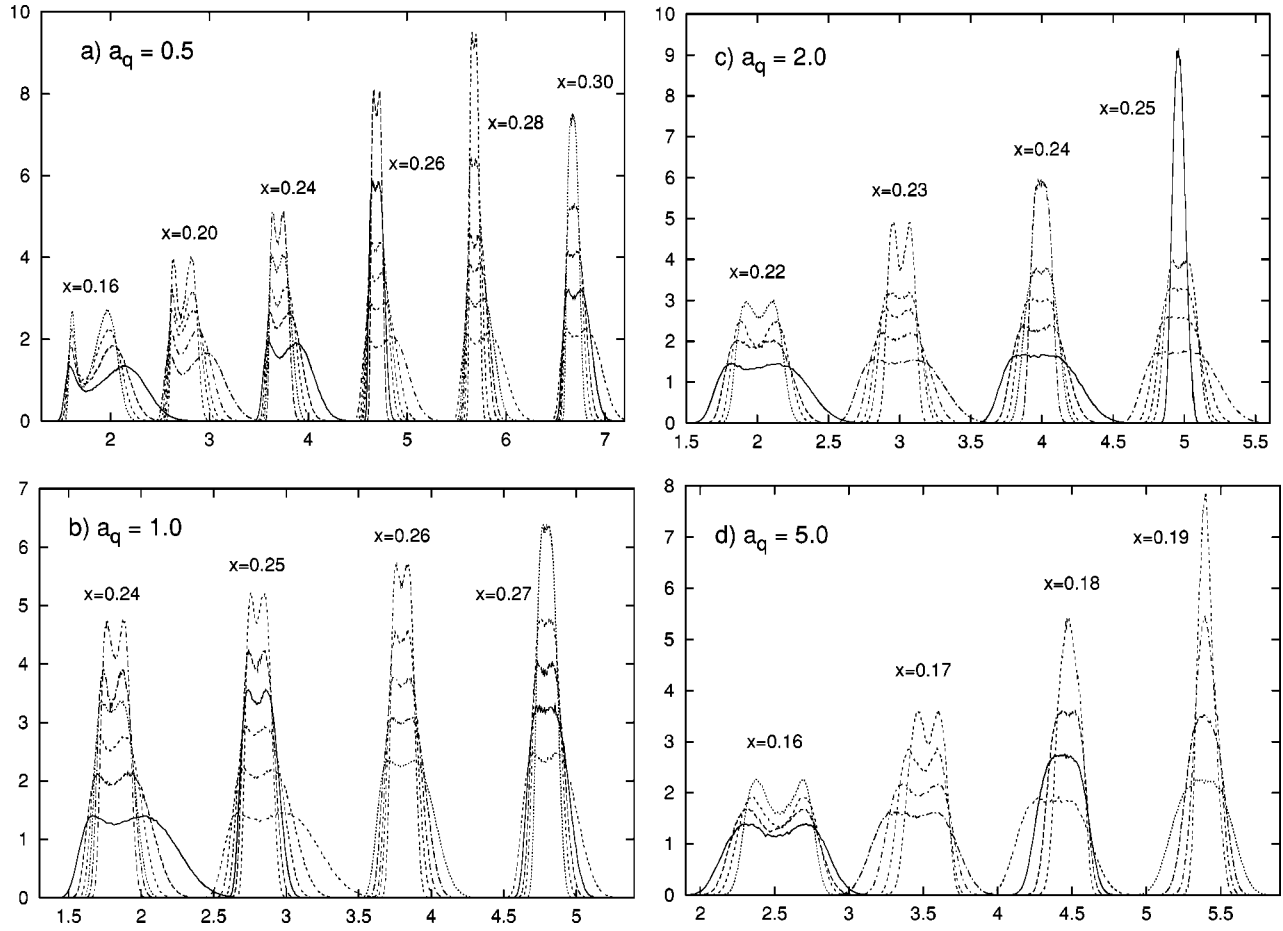 a) a_q = 0.5
x=0.16
x=0.20
x=0.24
x=0.26
x=0.28
x=0.30
0
2
4
6
8
10
2
3
4
5
6
7
c) a_q = 2.0
x=0.22
x=0.23
x=0.24
x=0.25
0
1
2
3
4
5
6
7
8
9
10
1.5
2
2.5
3
3.5
4
4.5
5
5.5
b) a_q = 1.0
x=0.24
x=0.25
x=0.26
x=0.27
0
1
2
3
4
5
6
7
1.5
2
2.5
3
3.5
4
4.5
5
d) a_q = 5.0
x=0.16
x=0.17
x=0.18
x=0.19
0
1
2
3
4
5
6
7
8
2
2.5
3
3.5
4
4.5
5
5.5